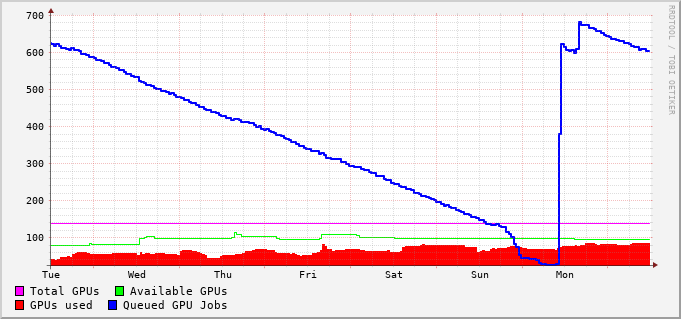 700
600
500
400
300
200
100
Tue Wed Thu Fri Sat Sun Mon
Total GPUs Available GPUs
GPUs used Queued GPU Jobs
RRDTOOL / TOBI OETIKER